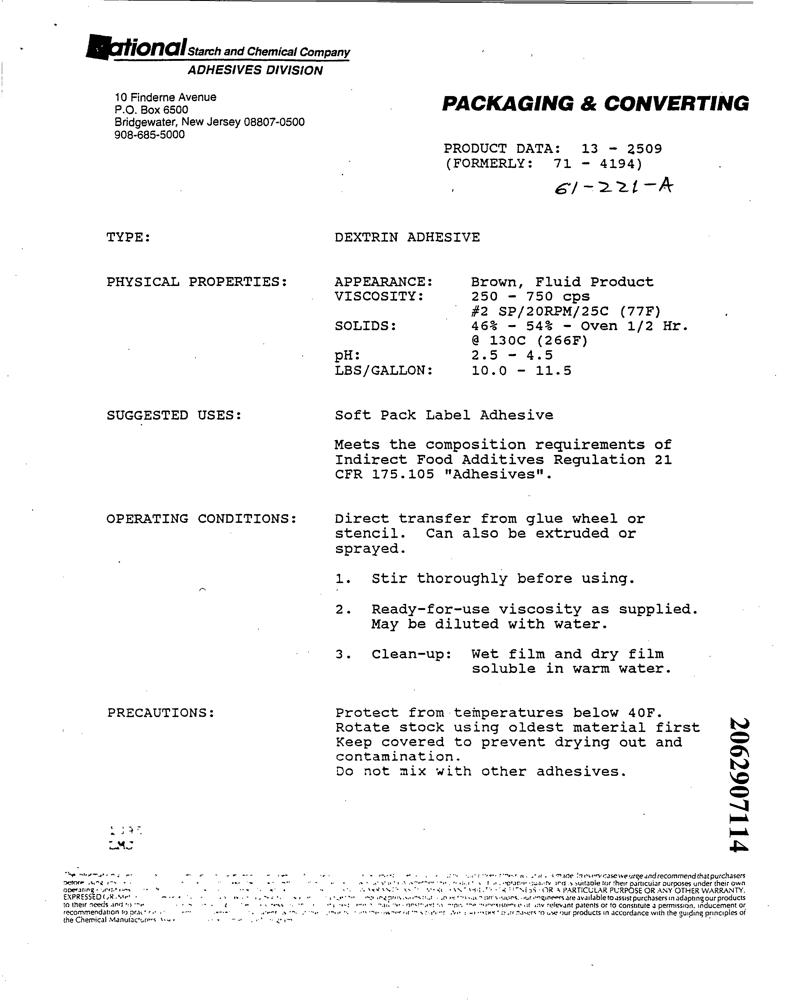 National Starch and Chemical Company
ADHESIVES DIVISION
10 Finderne Avenue
P.O. Box 6500
Bridgewater, New Jersey 08807-0500
908-685-5000
PACKAGING & CONVERTING
PRODUCT DATA: 13 - 2509
(FORMERLY: 71 - 4194)
61-221-A
TYPE: DEXTRIN ADHESIVE
PHYSICAL PROPERTIES: APPEARANCE: Brown, Fluid Product
VISCOSITY: 250 - 750 cps
#2 SP/20RPM/25C (77F)
SOLIDS: 46% - 54% - Oven 1/2 Hr.
@ 130C (266F)
pH: 2.5 - 4.5
LBS/GALLON: 10.0 - 11.5
SUGGESTED USES: Soft Pack Label Adhesive
Meets the composition requirements of
Indirect Food Additives Regulation 21
CFR 175.105 "Adhesives".
OPERATING CONDITIONS: Direct transfer from glue wheel or
stencil. Can also be extruded or
sprayed.
1. Stir thoroughly before using.
2. Ready-for-use viscosity as supplied.
May be diluted with water.
3. Clean-up: Wet film and dry film
soluble in warm water.
PRECAUTIONS: Protect from temperatures below 40F.
Rotate stock using oldest material first
Keep covered to prevent drying out and
contamination.
Do not mix with other adhesives.
2062907114
made In every case we urge and recommend that purchasers
before suitable for their particular purposes under their own
operating OR A PARTICULAR PURPOSE OR ANY OTHER WARRANTY,
EXPRESSED engineers are available to assist purchasers in adapting our products
to their needs and relevant patents or to constitute a permission, inducement or
recommendation to purchasers to use our products in accordance with the guiding principles of
the Chemical Manufacturers